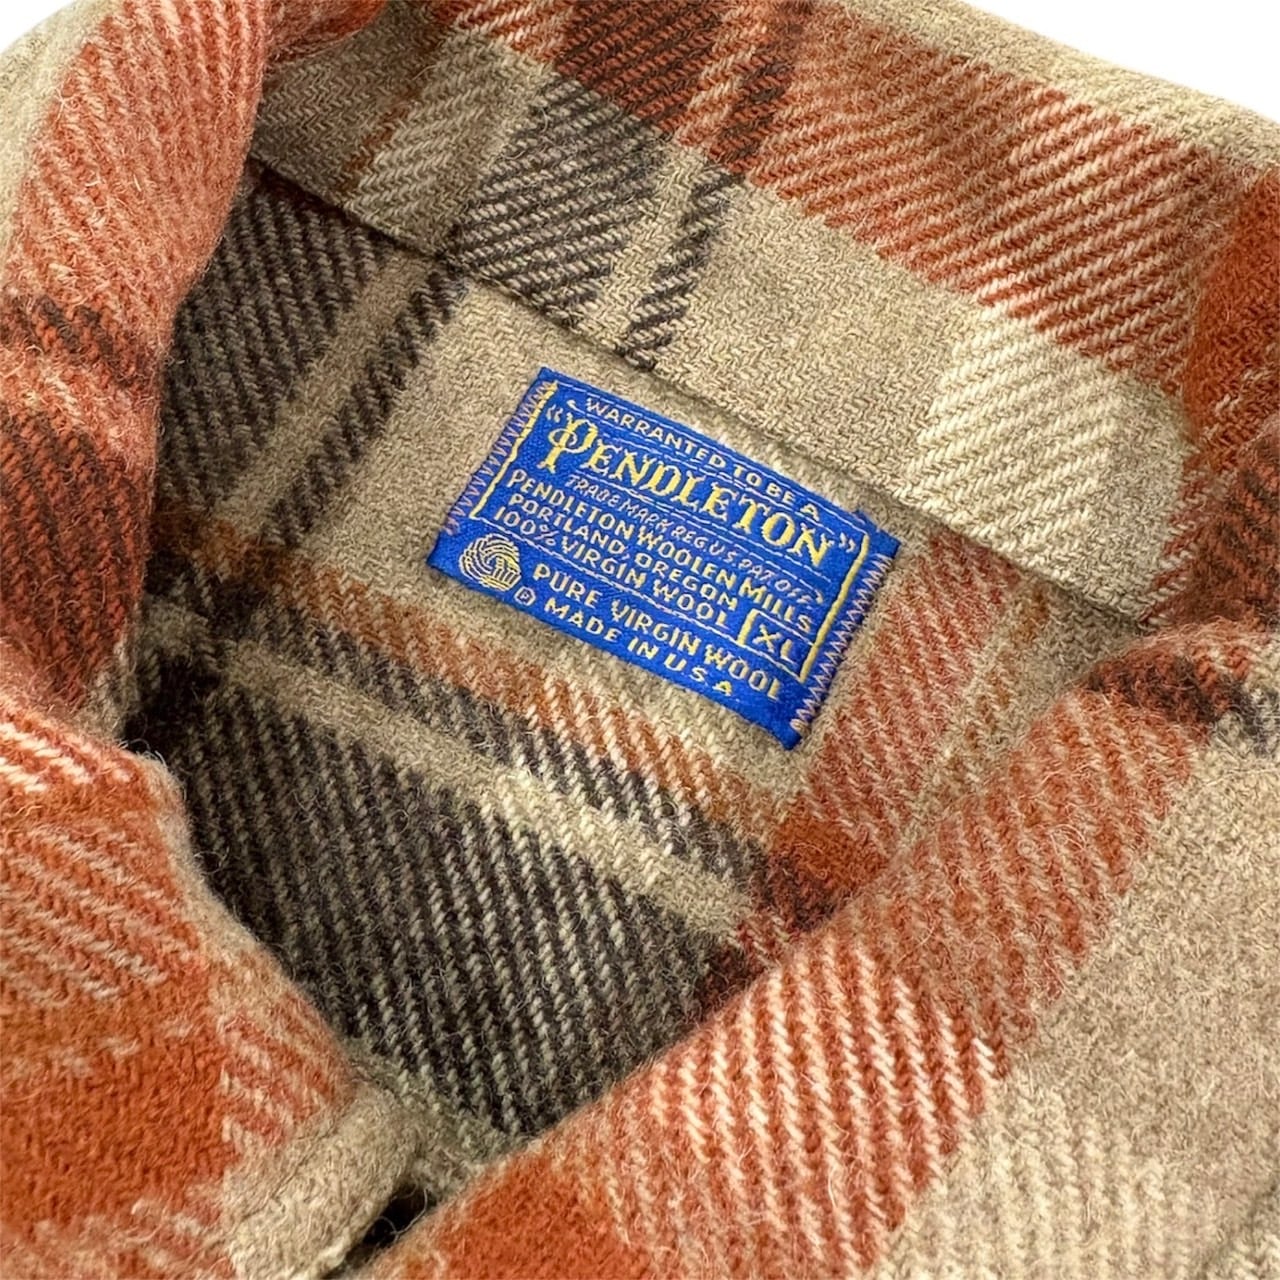 WARRANTED TO BE A
"PENDLETON"
TRADE MARK REG. U.S. PAT. OFF.
PENDLETON WOOLEN MILLS
PORTLAND, OREGON
100% VIRGIN WOOL
XL
PURE VIRGIN WOOL
MADE IN U S A